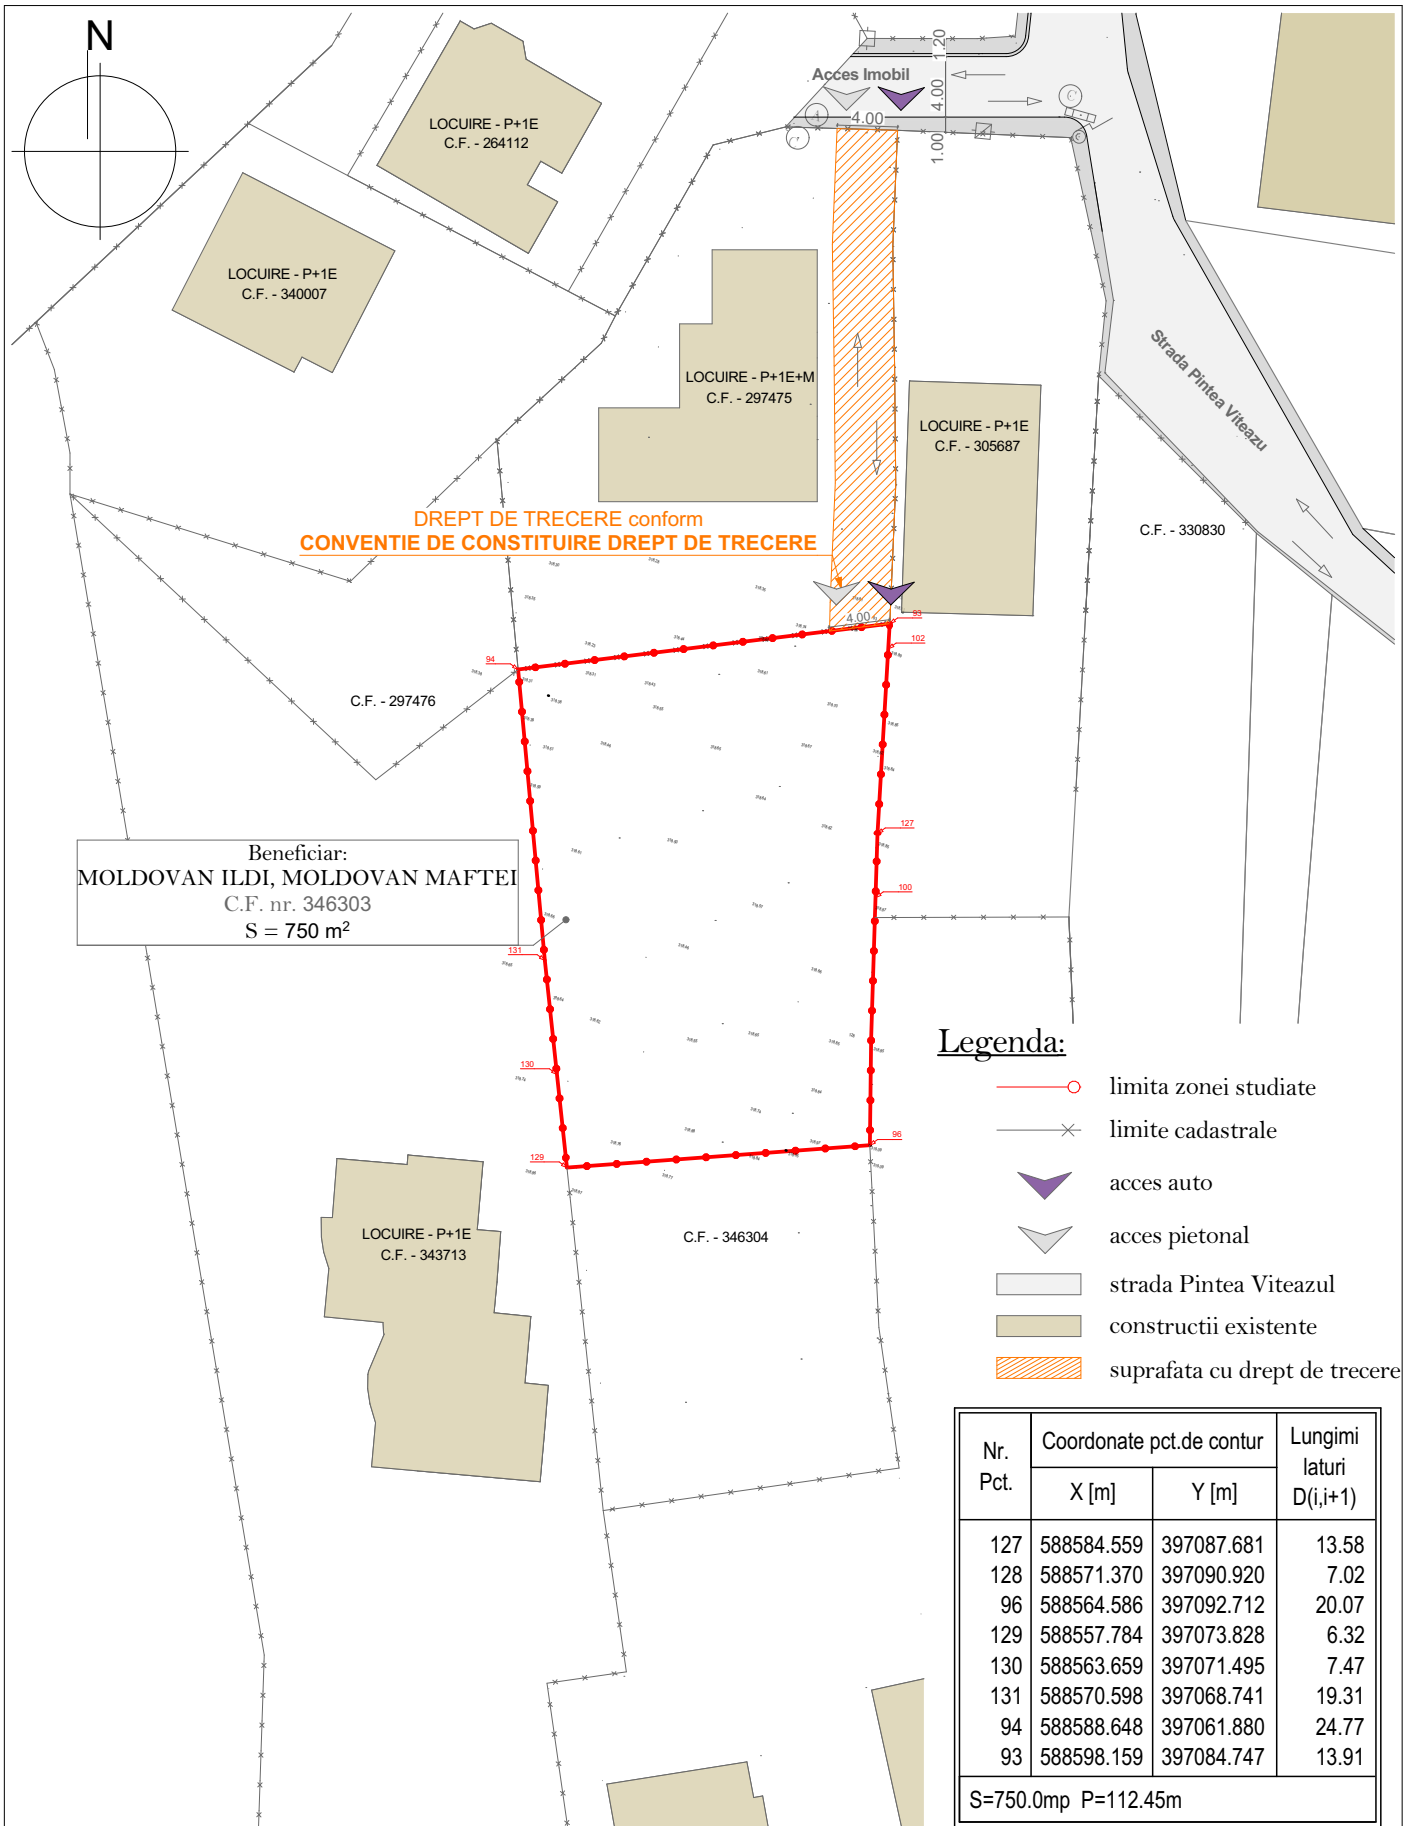 N
1.20
Acces Imobil
4.00
4.00
1.00
LOCUIRE - P+1E
C.F. - 264112
LOCUIRE - P+1E
C.F. - 340007
LOCUIRE - P+1E+M
C.F. - 297475
LOCUIRE - P+1E
C.F. - 305687
Strada Pintea Viteazu
C.F. - 330830
DREPT DE TRECERE conform
CONVENTIE DE CONSTITUIRE DREPT DE TRECERE
4.00
93
102
94
C.F. - 297476
127
Beneficiar:
MOLDOVAN ILDI, MOLDOVAN MAFTEI
C.F. nr. 346303
S = 750 m²
100
131
130
96
129
LOCUIRE - P+1E
C.F. - 343713
C.F. - 346304
Legenda:
limita zonei studiate
limite cadastrale
acces auto
acces pietonal
strada Pintea Viteazul
constructii existente
suprafata cu drept de trecere
Nr. Pct. Coordonate pct.de contur Lungimi laturi D(i,i+1)
X [m] Y [m]
127 588584.559 397087.681 13.58
128 588571.370 397090.920 7.02
96 588564.586 397092.712 20.07
129 588557.784 397073.828 6.32
130 588563.659 397071.495 7.47
131 588570.598 397068.741 19.31
94 588588.648 397061.880 24.77
93 588598.159 397084.747 13.91
S=750.0mp P=112.45m